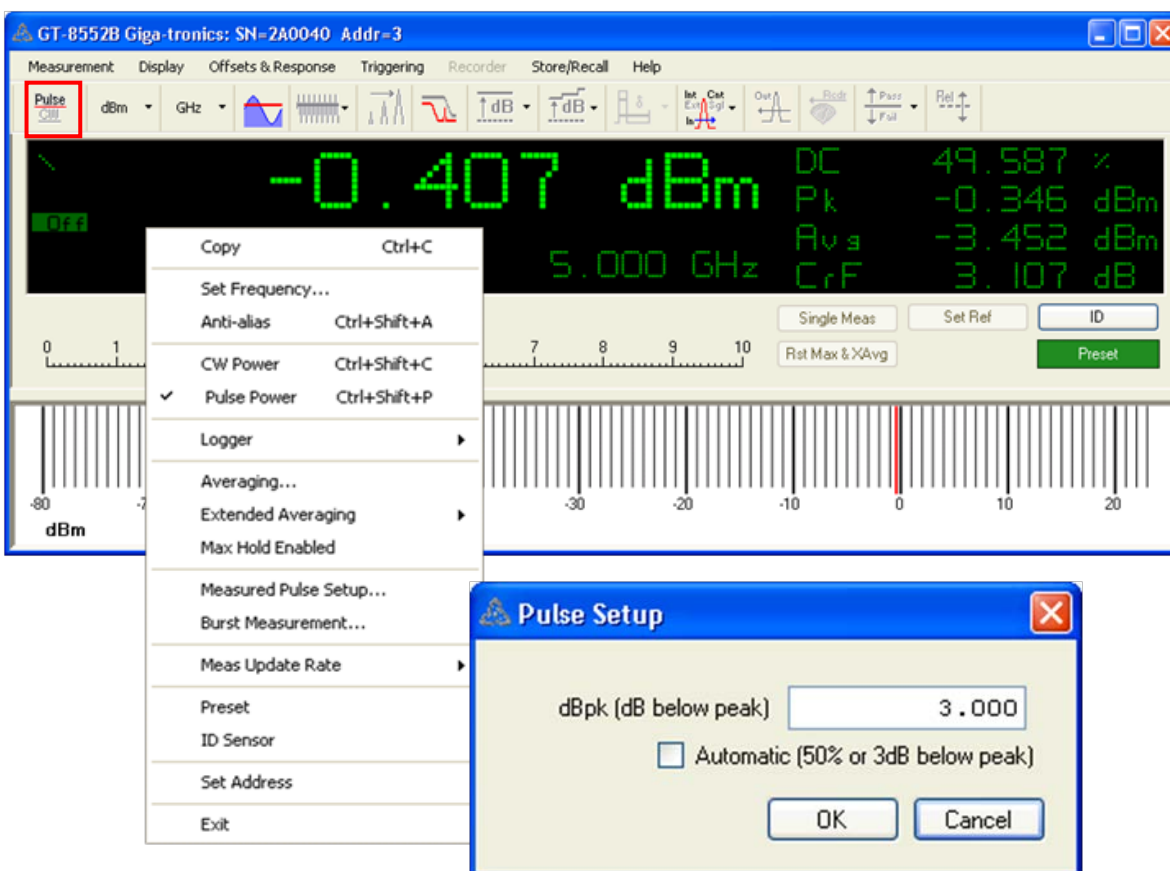 GT-8552B Giga-tronics: SN=2A0040 Addr=3
Measurement Display Offsets & Response Triggering Recorder Store/Recall Help
Pulse
CW
dBm GHz dB dB
Int Cnt
Ext Sgl
In
Out
Rcdr
Pass
Fail
Rel
-0.407 dBm
Off
5.000 GHz
DC 49.587 %
Pk -0.346 dBm
Avg -3.452 dBm
CrF 3.107 dB
Single Meas Set Ref ID
Rst Max & XAvg Preset
0 1 7 8 9 10
Copy Ctrl+C
Set Frequency...
Anti-alias Ctrl+Shift+A
CW Power Ctrl+Shift+C
Pulse Power Ctrl+Shift+P
Logger
Averaging...
Extended Averaging
Max Hold Enabled
Measured Pulse Setup...
Burst Measurement...
Meas Update Rate
Preset
ID Sensor
Set Address
Exit
-80 -30 -20 -10 0 10 20
dBm
Pulse Setup
dBpk (dB below peak) 3.000
Automatic (50% or 3dB below peak)
OK Cancel